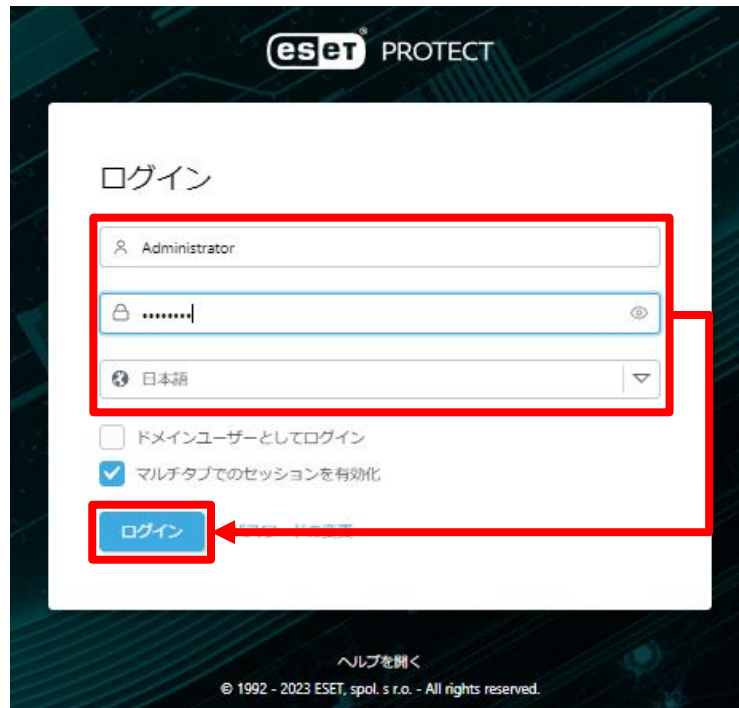 eset PROTECT
ログイン
Administrator
••••••••
日本語
ドメインユーザーとしてログイン
マルチタブでのセッションを有効化
ログイン
ヘルプを開く
© 1992 - 2023 ESET, spol. s r.o. - All rights reserved.